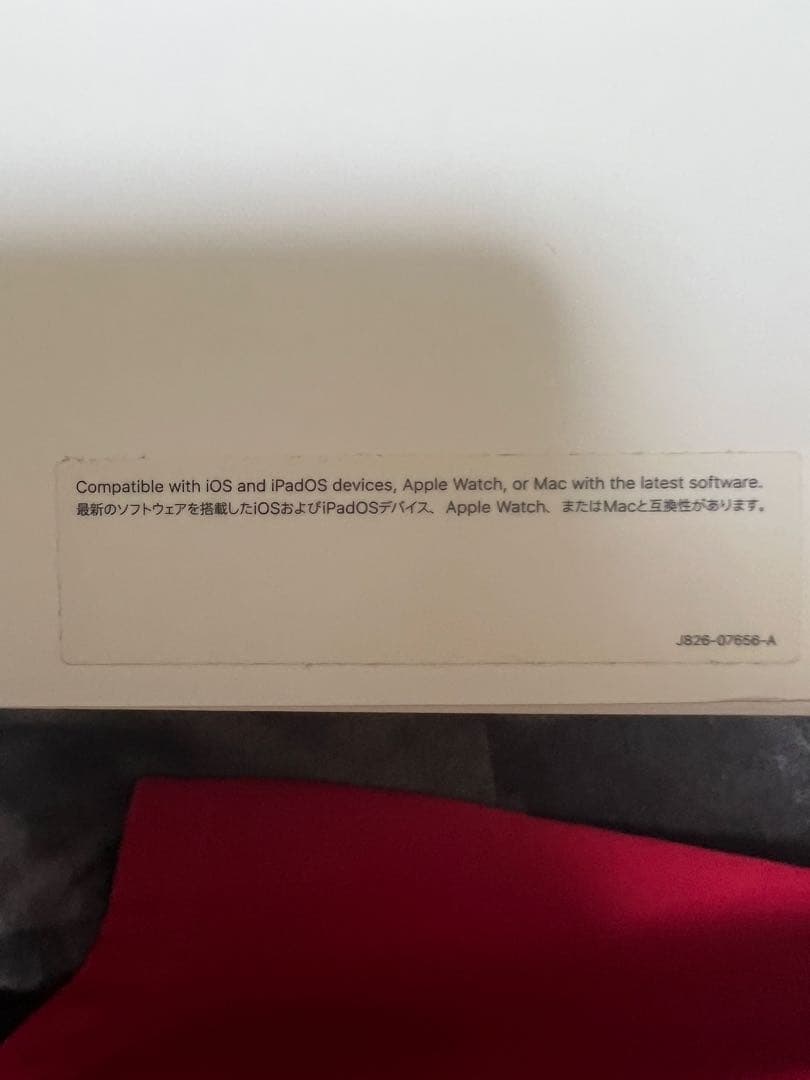 Compatible with iOS and iPadOS devices, Apple Watch, or Mac with the latest software.
最新のソフトウェアを搭載したiOSおよびiPadOSデバイス、Apple Watch、またはMacと互換性があります。
J826-07656-A